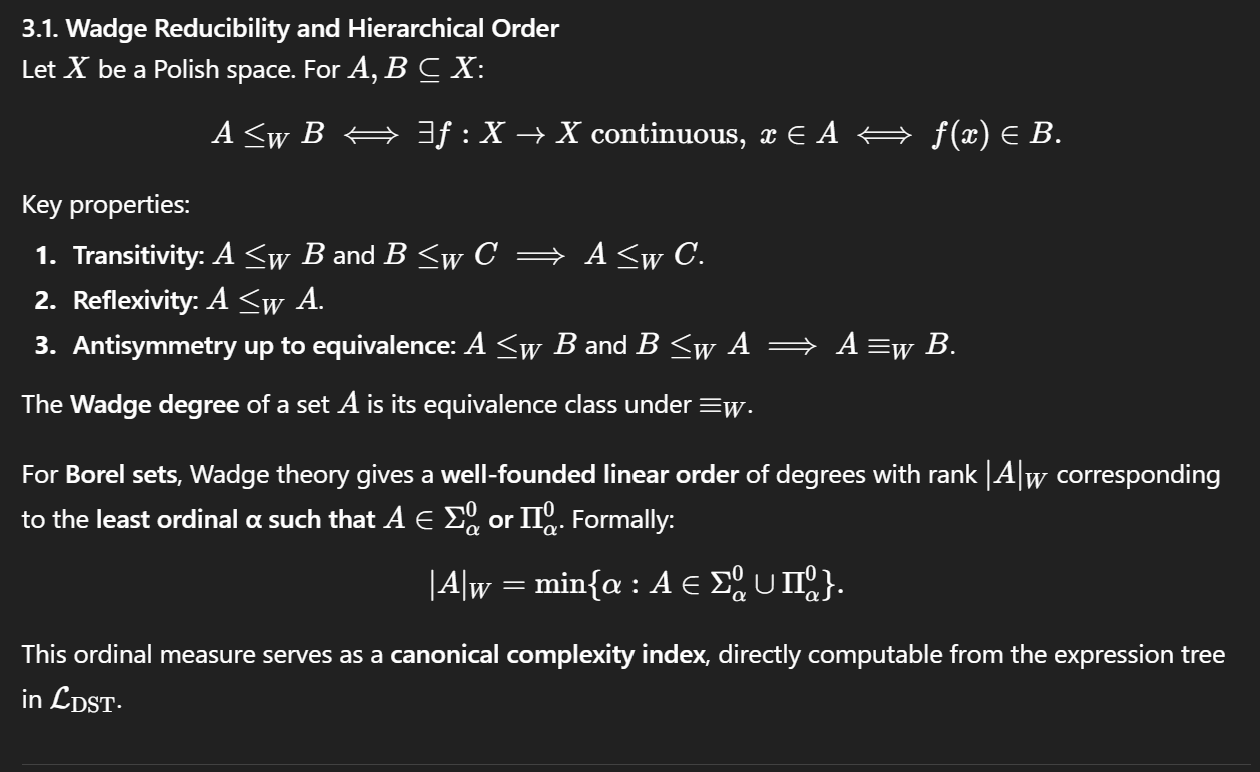 3.1. Wadge Reducibility and Hierarchical Order
Let X be a Polish space. For A, B ⊆ X:
A ≤_W B ⟺ ∃f : X → X continuous, x ∈ A ⟺ f(x) ∈ B.
Key properties:
1. Transitivity: A ≤_W B and B ≤_W C ⟹ A ≤_W C.
2. Reflexivity: A ≤_W A.
3. Antisymmetry up to equivalence: A ≤_W B and B ≤_W A ⟹ A ≡_W B.
The Wadge degree of a set A is its equivalence class under ≡_W.
For Borel sets, Wadge theory gives a well-founded linear order of degrees with rank |A|_W corresponding
to the least ordinal α such that A ∈ Σ^0_α or Π^0_α. Formally:
|A|_W = min{α : A ∈ Σ^0_α ∪ Π^0_α}.
This ordinal measure serves as a canonical complexity index, directly computable from the expression tree
in ℒ_DST.